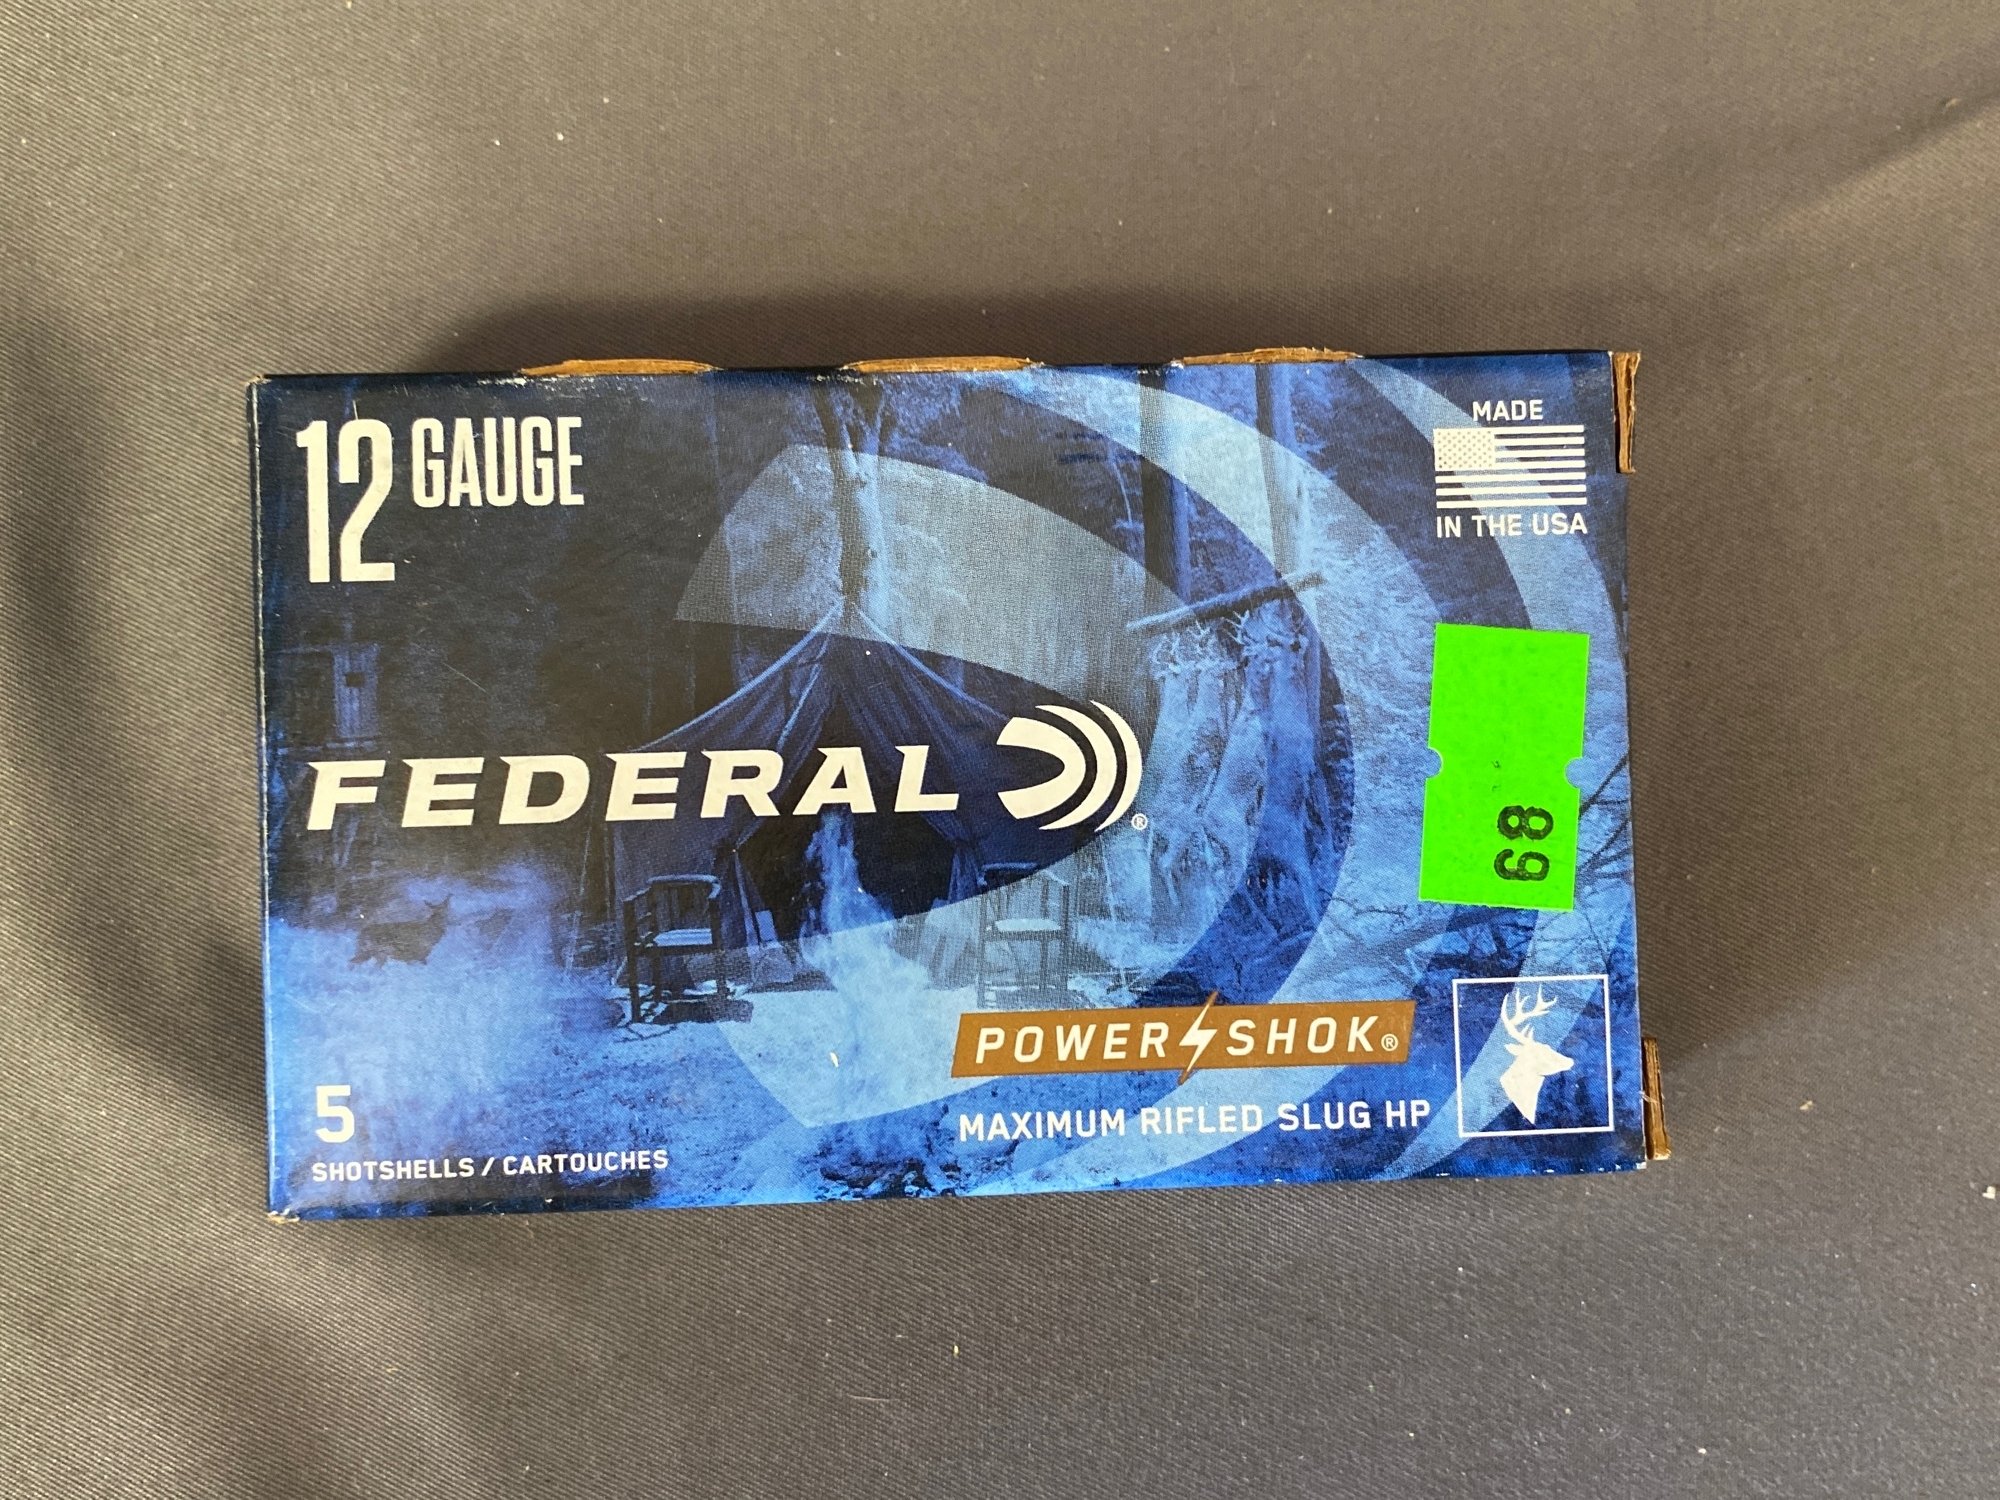 12 GAUGE
MADE
IN THE USA
FEDERAL®
68
POWER SHOK®
MAXIMUM RIFLED SLUG HP
5
SHOTSHELLS / CARTOUCHES